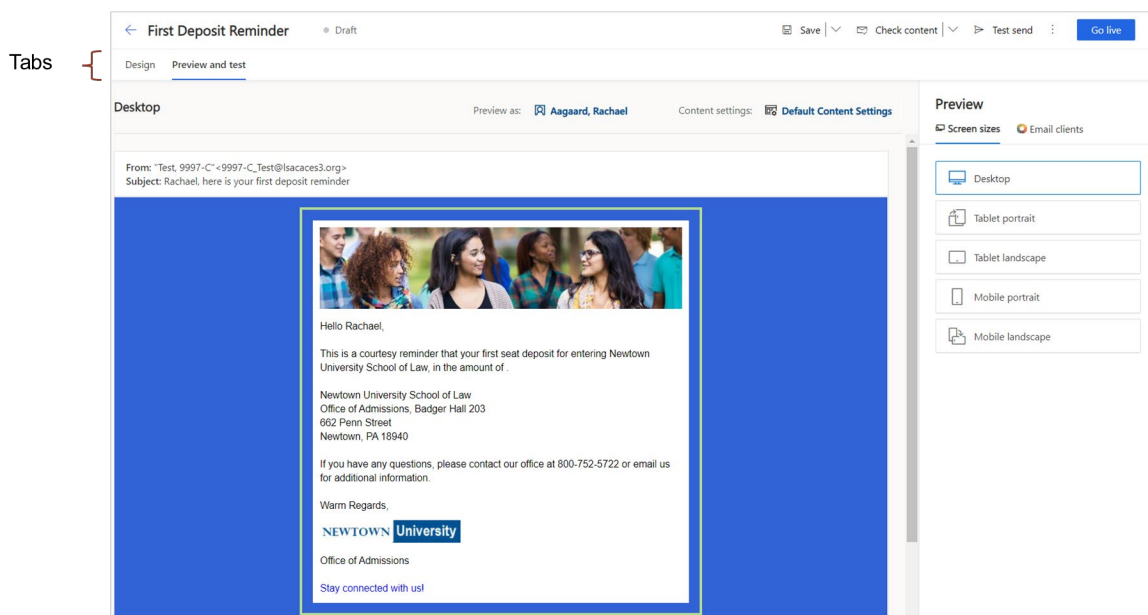 First Deposit Reminder
Draft
Save
Check content
Test send
Go live
Tabs
Design
Preview and test
Desktop
Preview as:
Aagaard, Rachael
Content settings:
Default Content Settings
Preview
Screen sizes
Email clients
From: "Test, 9997-C"<9997-C_Test@lsacaces3.org>
Subject: Rachael, here is your first deposit reminder
Desktop
Tablet portrait
Tablet landscape
Mobile portrait
Mobile landscape
Hello Rachael,
This is a courtesy reminder that your first seat deposit for entering Newtown
University School of Law, in the amount of .
Newtown University School of Law
Office of Admissions, Badger Hall 203
662 Penn Street
Newtown, PA 18940
If you have any questions, please contact our office at 800-752-5722 or email us
for additional information.
Warm Regards,
NEWTOWN University
Office of Admissions
Stay connected with us!